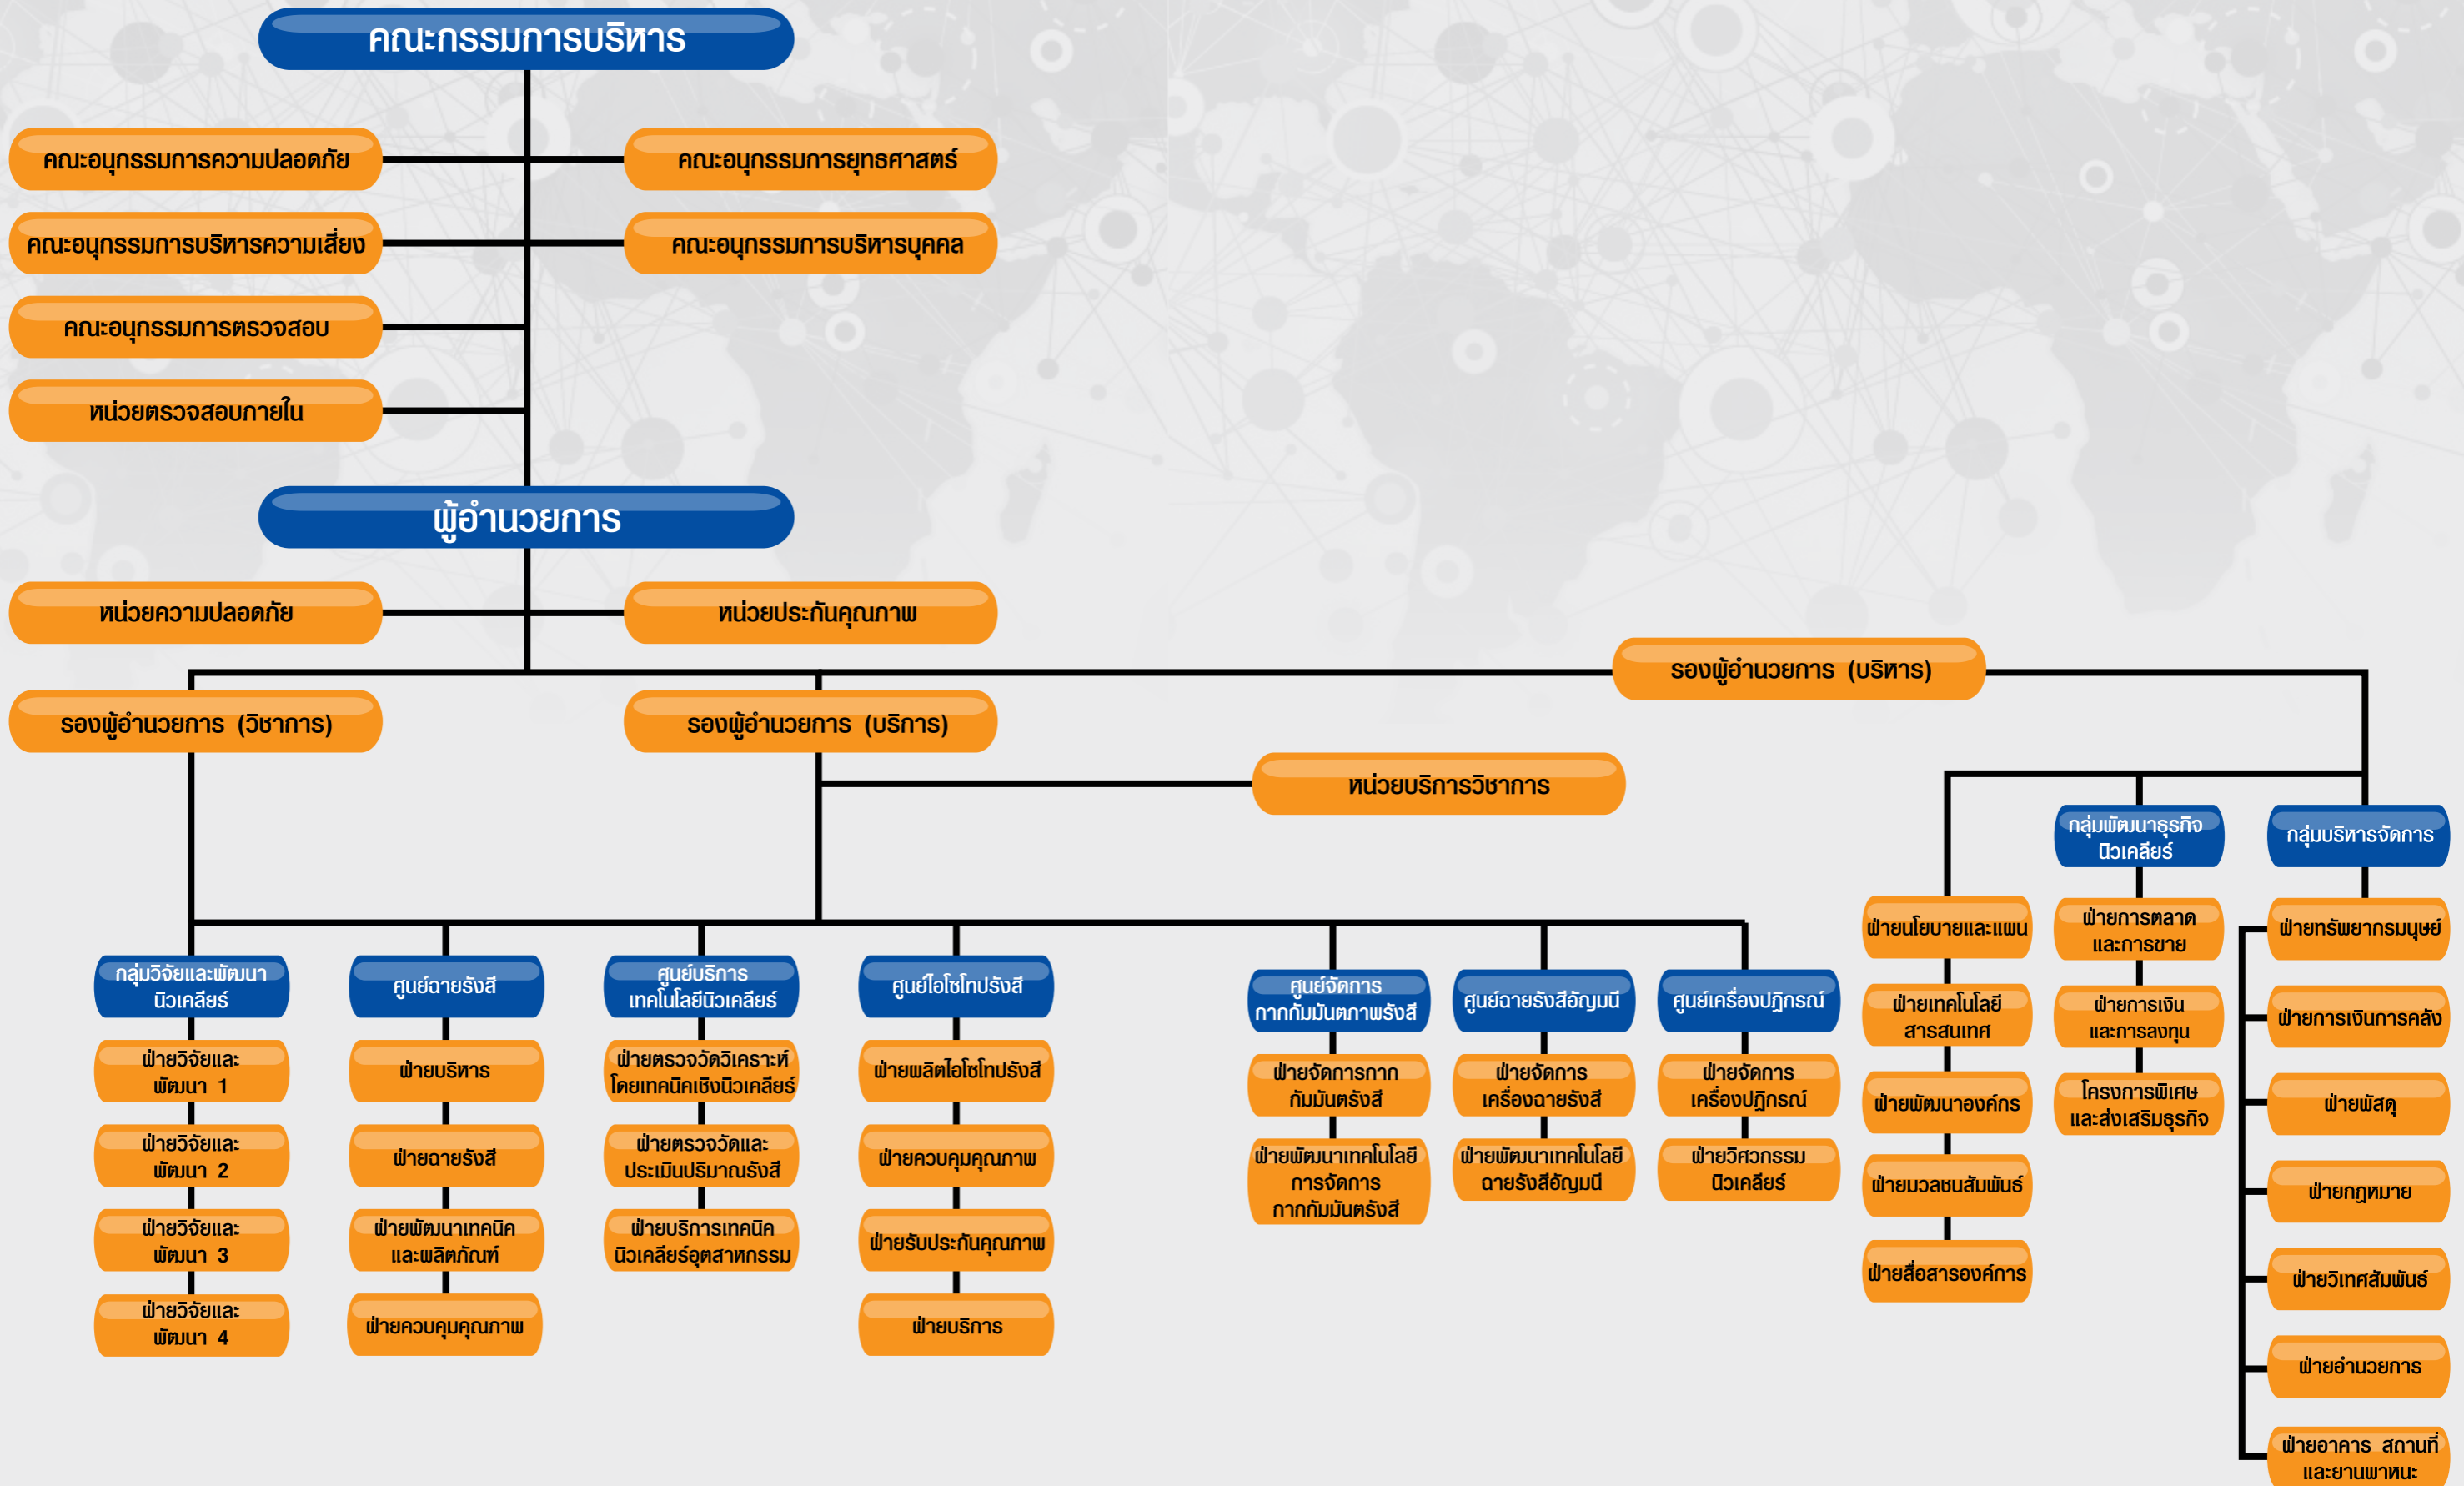 คณะกรรมการบริหาร
คณะอนุกรรมการความปลอดภัย
คณะอนุกรรมการยุทธศาสตร์
คณะอนุกรรมการบริหารความเสี่ยง
คณะอนุกรรมการบริหารบุคคล
คณะอนุกรรมการตรวจสอบ
หน่วยตรวจสอบภายใน
ผู้อำนวยการ
หน่วยความปลอดภัย
หน่วยประกันคุณภาพ
รองผู้อำนวยการ (บริหาร)
รองผู้อำนวยการ (วิชาการ)
รองผู้อำนวยการ (บริการ)
หน่วยบริการวิชาการ
กลุ่มวิจัยและพัฒนา
นิวเคลียร์
ฝ่ายวิจัยและ
พัฒนา 1
ฝ่ายวิจัยและ
พัฒนา 2
ฝ่ายวิจัยและ
พัฒนา 3
ฝ่ายวิจัยและ
พัฒนา 4
ศูนย์ฉายรังสี
ฝ่ายบริหาร
ฝ่ายฉายรังสี
ฝ่ายพัฒนาเทคนิค
และผลิตภัณฑ์
ฝ่ายควบคุมคุณภาพ
ศูนย์บริการ
เทคโนโลยีนิวเคลียร์
ฝ่ายตรวจวัดวิเคราะห์
โดยเทคนิคเชิงนิวเคลียร์
ฝ่ายตรวจวัดและ
ประเมินปริมาณรังสี
ฝ่ายบริการเทคนิค
นิวเคลียร์อุตสาหกรรม
ศูนย์ไอโซโทปรังสี
ฝ่ายผลิตไอโซโทปรังสี
ฝ่ายควบคุมคุณภาพ
ฝ่ายรับประกันคุณภาพ
ฝ่ายบริการ
ศูนย์จัดการ
กากกัมมันตภาพรังสี
ฝ่ายจัดการกาก
กัมมันตรังสี
ฝ่ายพัฒนาเทคโนโลยี
การจัดการ
กากกัมมันตรังสี
ศูนย์ฉายรังสีอัญมณี
ฝ่ายจัดการ
เครื่องฉายรังสี
ฝ่ายพัฒนาเทคโนโลยี
ฉายรังสีอัญมณี
ศูนย์เครื่องปฏิกรณ์
ฝ่ายจัดการ
เครื่องปฏิกรณ์
ฝ่ายวิศวกรรม
นิวเคลียร์
ฝ่ายนโยบายและแผน
ฝ่ายเทคโนโลยี
สารสนเทศ
ฝ่ายพัฒนาองค์กร
ฝ่ายมวลชนสัมพันธ์
ฝ่ายสื่อสารองค์การ
กลุ่มพัฒนาธุรกิจ
นิวเคลียร์
ฝ่ายการตลาด
และการขาย
ฝ่ายการเงิน
และการลงทุน
โครงการพิเศษ
และส่งเสริมธุรกิจ
กลุ่มบริหารจัดการ
ฝ่ายทรัพยากรมนุษย์
ฝ่ายการเงินการคลัง
ฝ่ายพัสดุ
ฝ่ายกฎหมาย
ฝ่ายวิเทศสัมพันธ์
ฝ่ายอำนวยการ
ฝ่ายอาคาร สถานที่
และยานพาหนะ